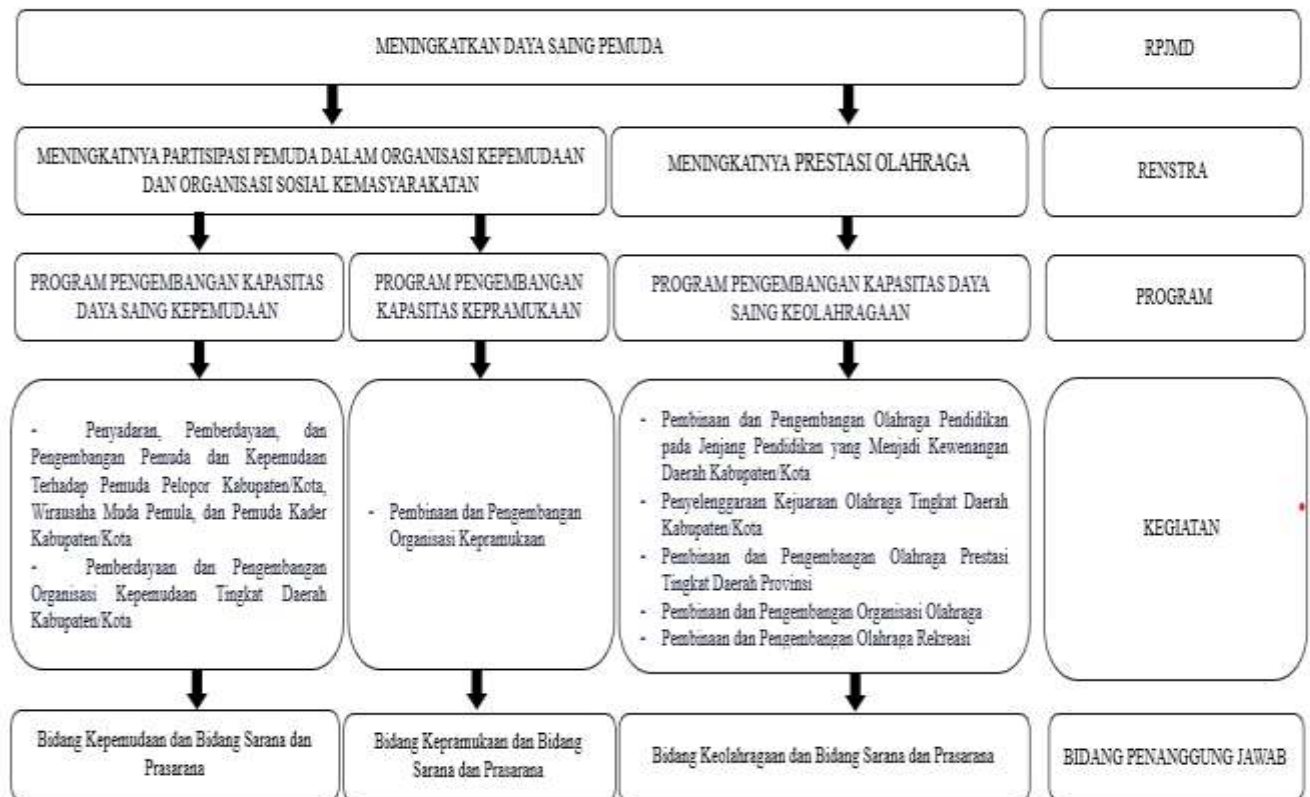 MENINGKATKAN DAYA SAING PEMUDA
RPJMD
MENINGKATNYA PARTISIPASI PEMUDA DALAM ORGANISASI KEPEMUDAAN
DAN ORGANISASI SOSIAL KEMASYARAKATAN
MENINGKATNYA PRESTASI OLAHRAGA
RENSTRA
PROGRAM PENGEMBANGAN KAPASITAS
DAYA SAING KEPEMUDAAN
PROGRAM PENGEMBANGAN
KAPASITAS KEPRAMUKAAN
PROGRAM PENGEMBANGAN KAPASITAS DAYA
SAING KEOLAHRAGAAN
PROGRAM
- Penyadaran, Pemberdayaan, dan
Pengembangan Pemuda dan Kepemudaan
Terhadap Pemuda Pelopor Kabupaten/Kota,
Wirausaha Muda Pemula, dan Pemuda Kader
Kabupaten/Kota
- Pemberdayaan dan Pengembangan
Organisasi Kepemudaan Tingkat Daerah
Kabupaten/Kota
- Pembinaan dan Pengembangan
Organisasi Kepramukaan
- Pembinaan dan Pengembangan Olahraga Pendidikan
pada Jenjang Pendidikan yang Menjadi Kewenangan
Daerah Kabupaten/Kota
- Penyelenggaraan Kejuaraan Olahraga Tingkat Daerah
Kabupaten/Kota
- Pembinaan dan Pengembangan Olahraga Prestasi
Tingkat Daerah Provinsi
- Pembinaan dan Pengembangan Organisasi Olahraga
- Pembinaan dan Pengembangan Olahraga Rekreasi
KEGIATAN
Bidang Kepemudaan dan Bidang Sarana dan
Prasarana
Bidang Kepramukaan dan Bidang
Sarana dan Prasarana
Bidang Keolahragaan dan Bidang Sarana dan Prasarana
BIDANG PENANGGUNG JAWAB